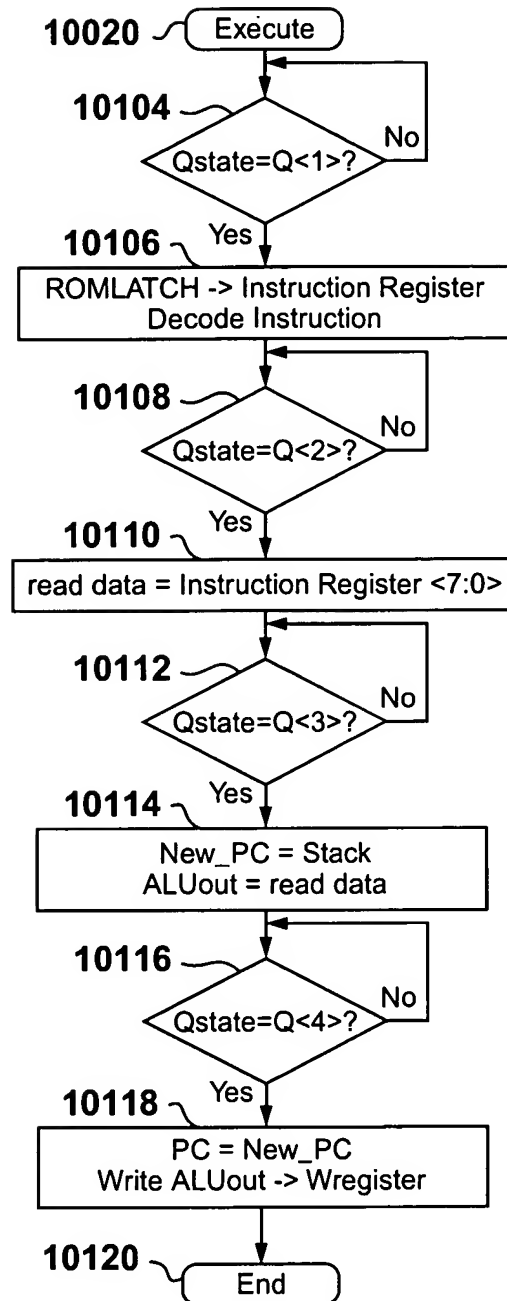 10020
Execute
10104
Qstate=Q<1>?
No
Yes
10106
ROMLATCH -> Instruction Register
Decode Instruction
10108
Qstate=Q<2>?
No
Yes
10110
read data = Instruction Register <7:0>
10112
Qstate=Q<3>?
No
Yes
10114
New_PC = Stack
ALUout = read data
10116
Qstate=Q<4>?
No
Yes
10118
PC = New_PC
Write ALUout -> Wregister
10120
End